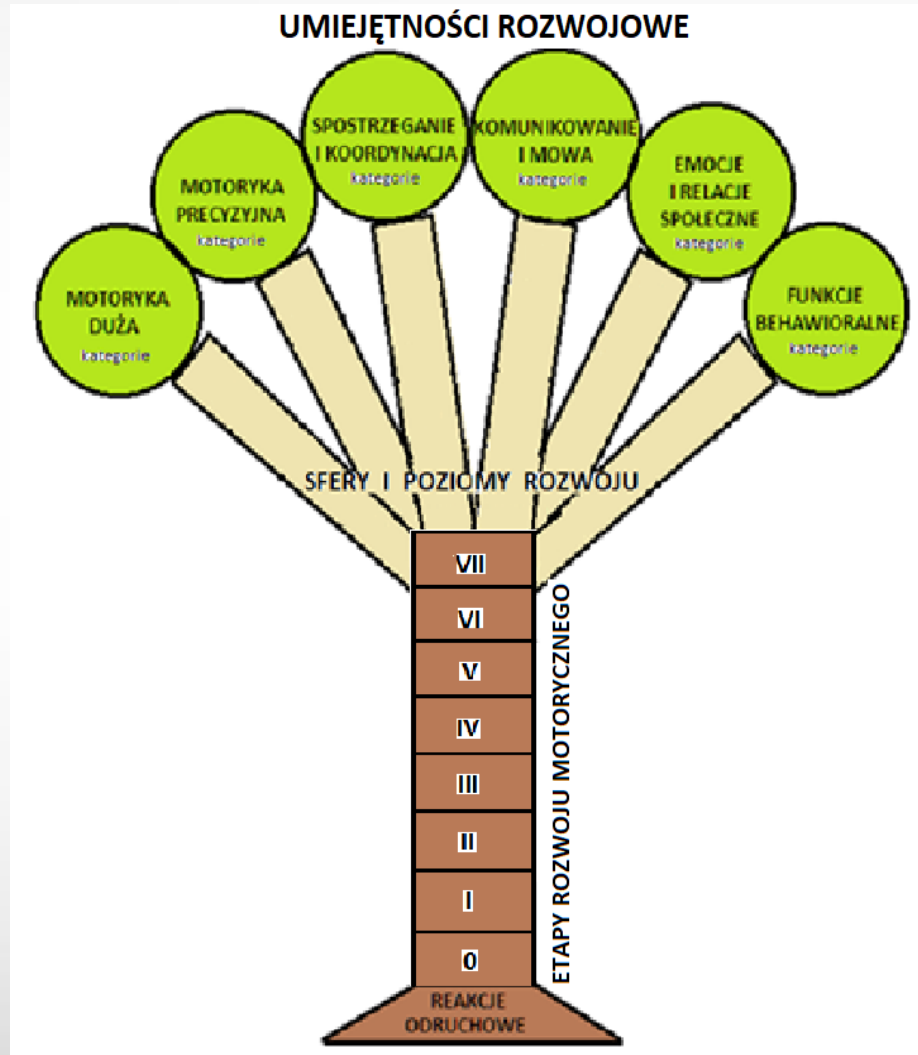 UMIEJĘTNOŚCI ROZWOJOWE
MOTORYKA
DUŻA
kategorie
MOTORYKA
PRECYZYJNA
kategorie
SPOSTRZEGANIE
I KOORDYNACJA
kategorie
KOMUNIKOWANIE
I MOWA
kategorie
EMOCJE
I RELACJE
SPOŁECZNE
kategorie
FUNKCJE
BEHAWIORALNE
kategorie
SFERY I POZIOMY ROZWOJU
VII
VI
V
IV
III
II
I
0
ETAPY ROZWOJU MOTORYCZNEGO
REAKCJE
ODRUCHOWE